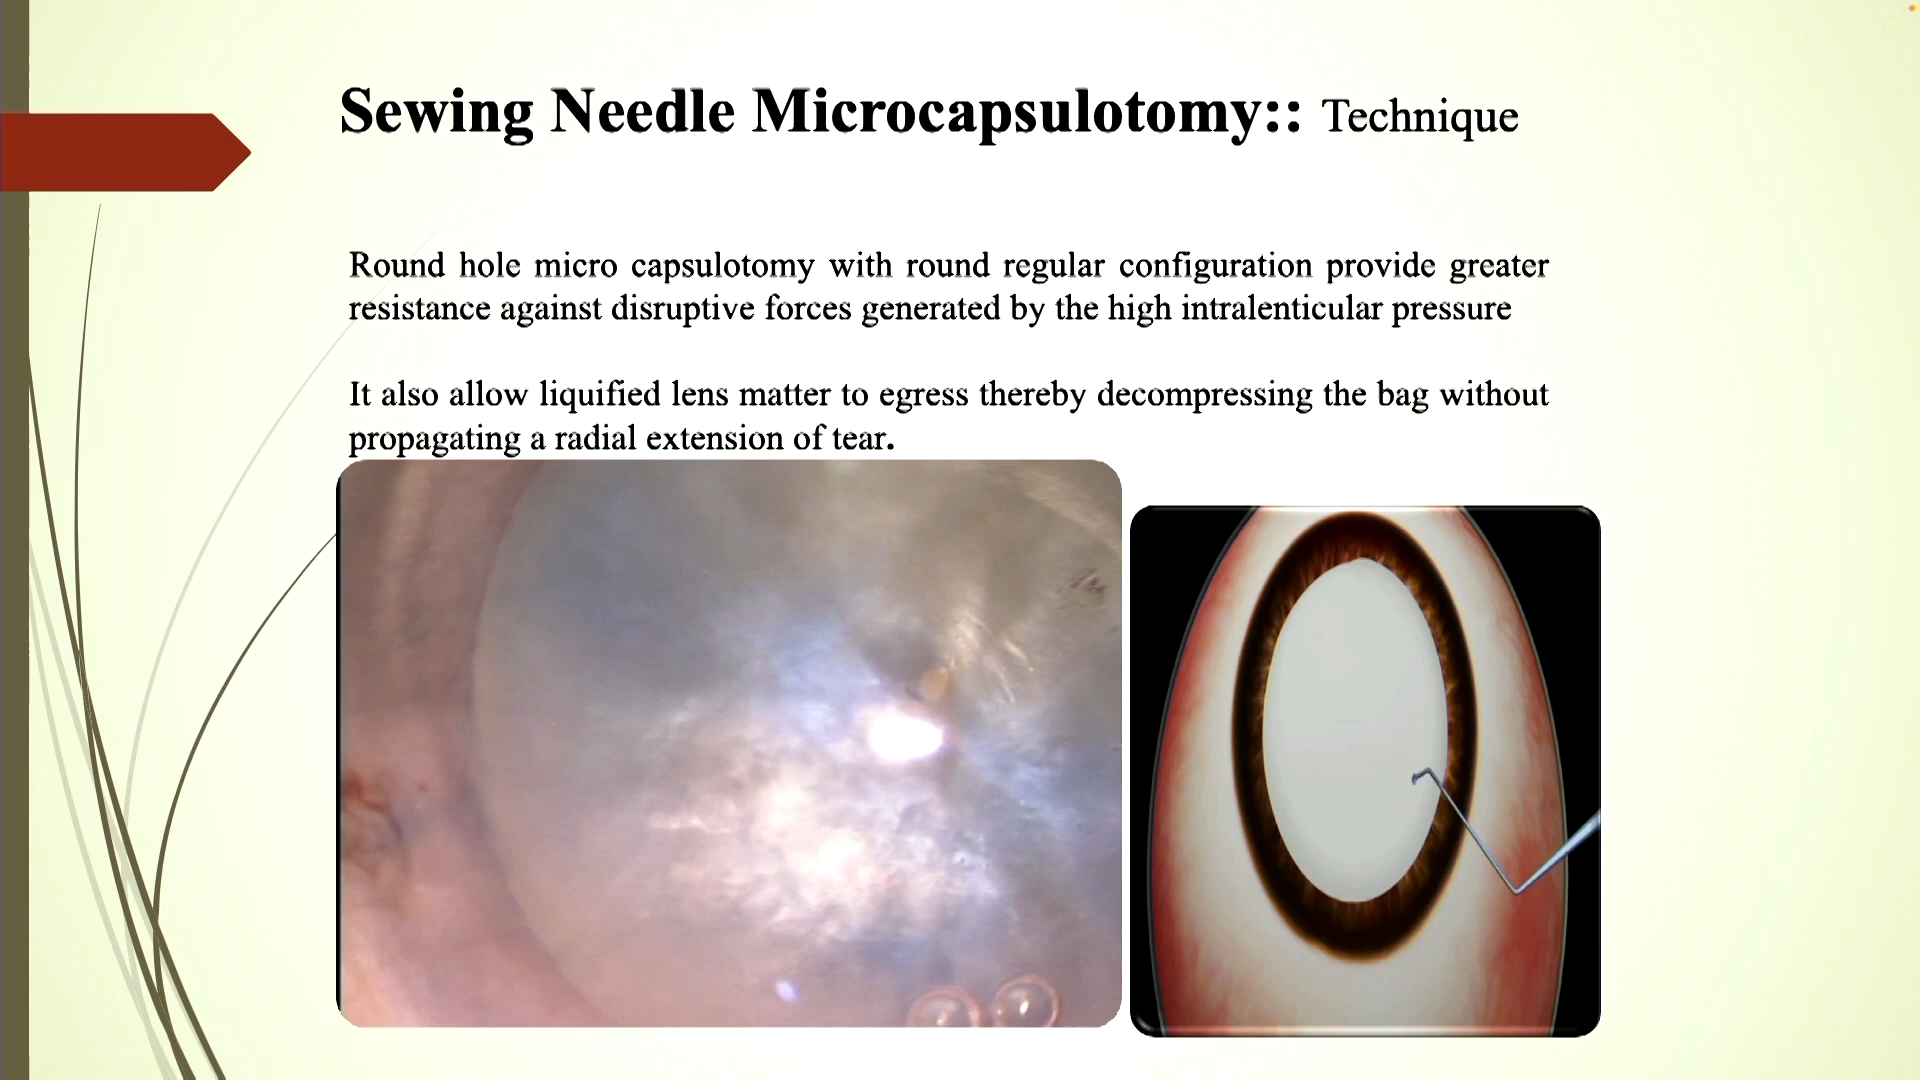 Sewing Needle Microcapsulotomy:: Technique
Round hole micro capsulotomy with round regular configuration provide greater
resistance against disruptive forces generated by the high intralenticular pressure
It also allow liquified lens matter to egress thereby decompressing the bag without
propagating a radial extension of tear.